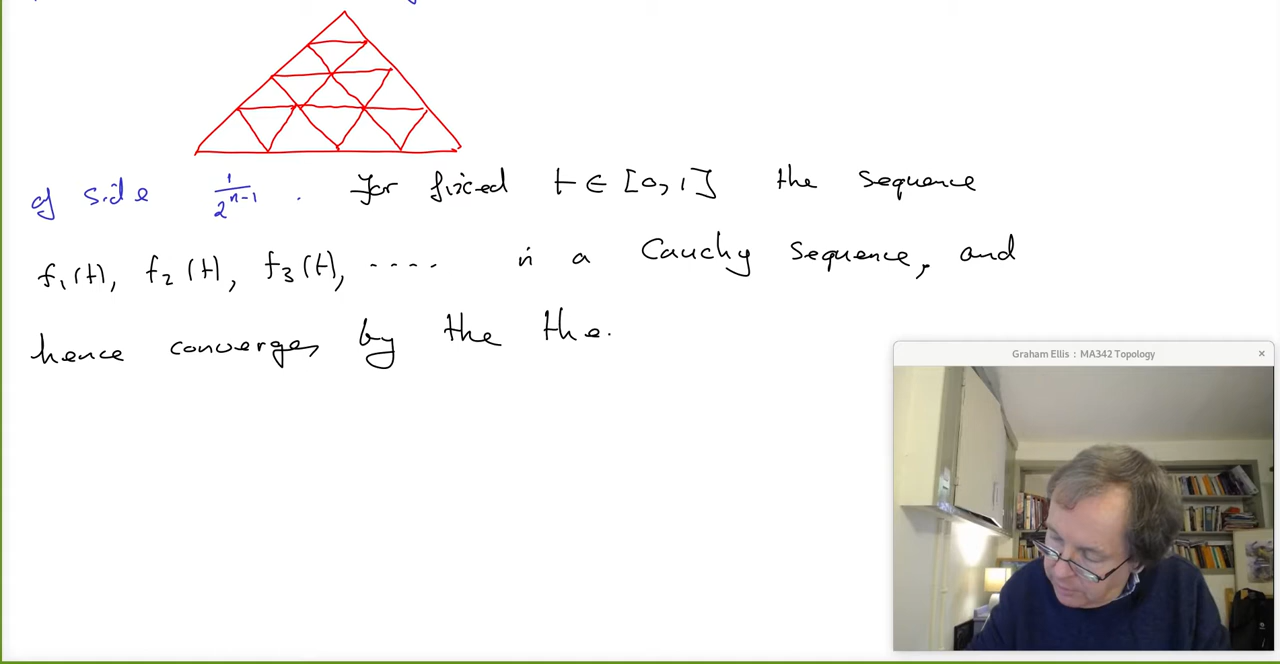 of side 1/2^{n-1} . For fixed t ∈ [0,1] the sequence
f₁(t), f₂(t), f₃(t), .... is a Cauchy sequence, and
hence converges by the the.
Graham Ellis : MA342 Topology